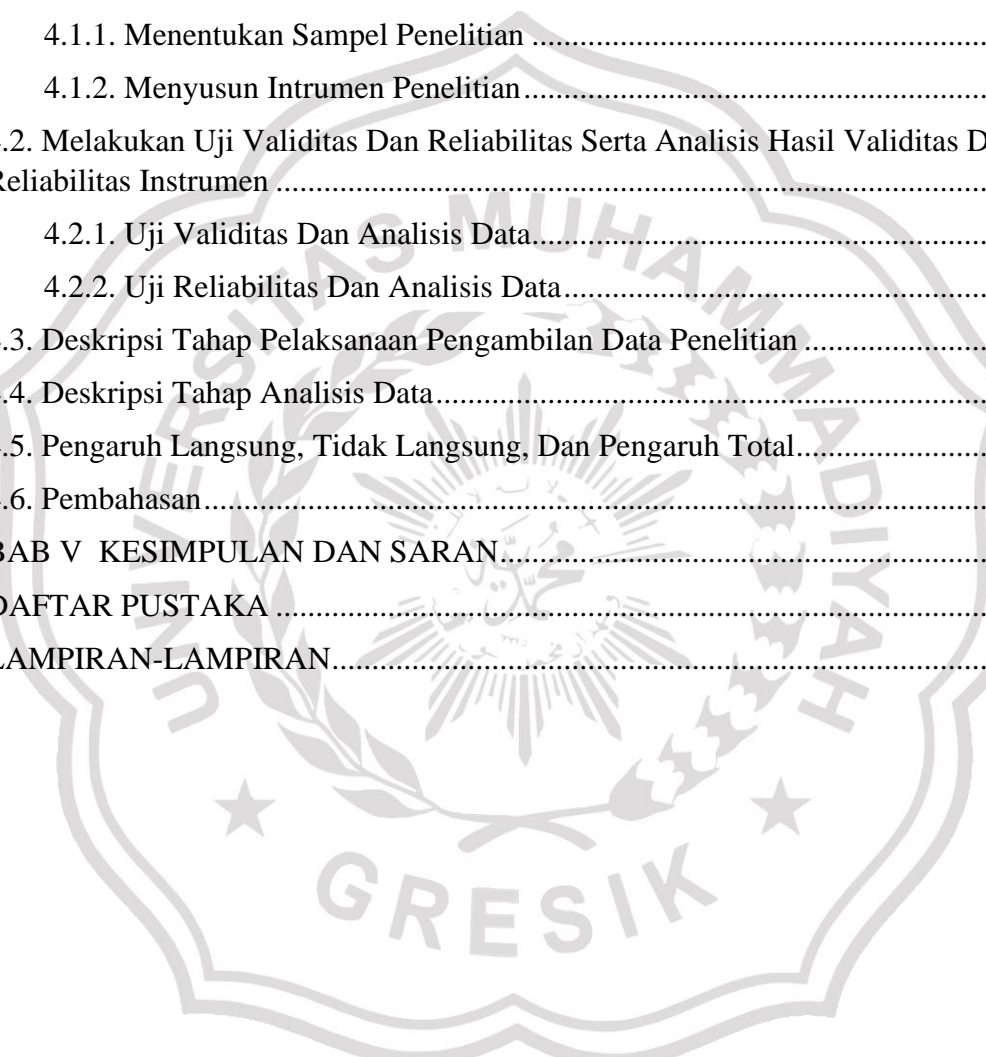 4.1.1. Menentukan Sampel Penelitian ................................................
4.1.2. Menyusun Intrumen Penelitian ................................................
.2. Melakukan Uji Validitas Dan Reliabilitas Serta Analisis Hasil Validitas D
Reliabilitas Instrumen ................................................
4.2.1. Uji Validitas Dan Analisis Data ................................................
4.2.2. Uji Reliabilitas Dan Analisis Data ................................................
.3. Deskripsi Tahap Pelaksanaan Pengambilan Data Penelitian ................................................
.4. Deskripsi Tahap Analisis Data ................................................
.5. Pengaruh Langsung, Tidak Langsung, Dan Pengaruh Total ................................................
.6. Pembahasan ................................................
BAB V KESIMPULAN DAN SARAN ................................................
DAFTAR PUSTAKA ................................................
LAMPIRAN-LAMPIRAN ................................................
UNIVERSITAS MUHAMMADIYAH
GRESIK